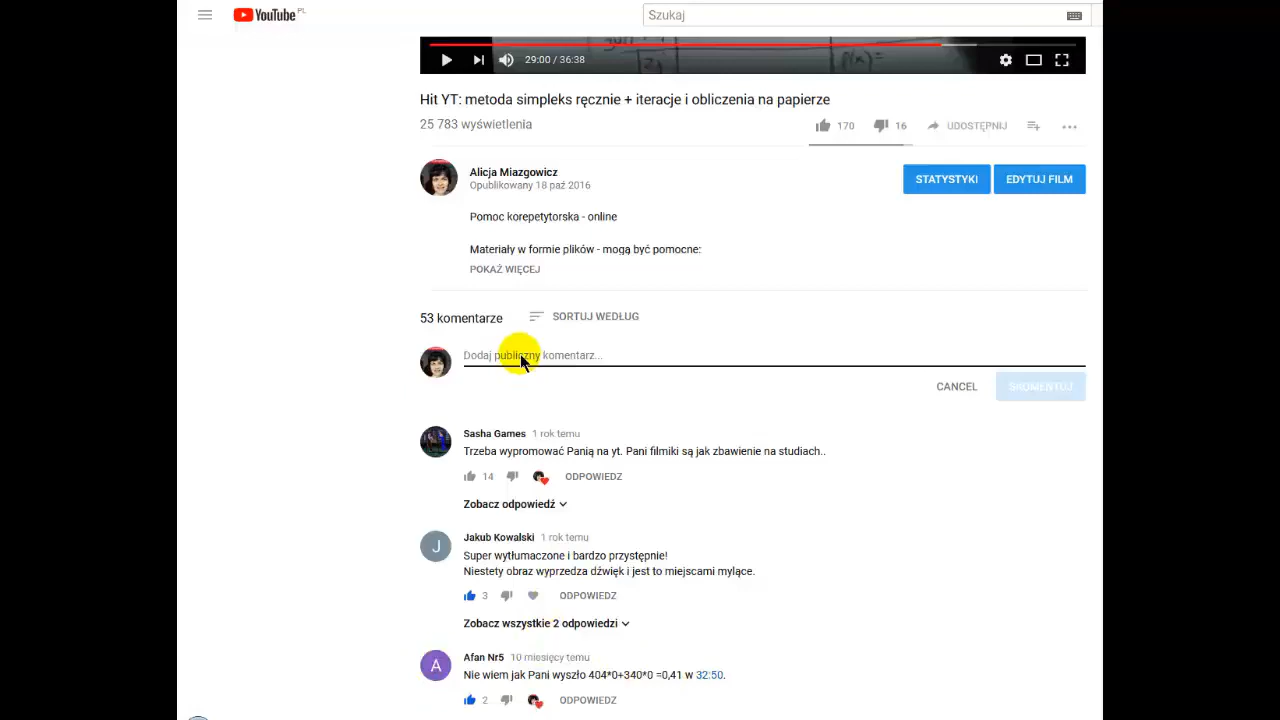 YouTube PL
Szukaj
29:00 / 36:38
Hit YT: metoda simpleks ręcznie + iteracje i obliczenia na papierze
25 783 wyświetlenia
170 16 UDOSTĘPNIJ
Alicja Miazgowicz
Opublikowany 18 paź 2016
STATYSTYKI EDYTUJ FILM
Pomoc korepetytorska - online
Materiały w formie plików - mogą być pomocne:
POKAŻ WIĘCEJ
53 komentarze SORTUJ WEDŁUG
Dodaj publiczny komentarz...
CANCEL SKOMENTUJ
Sasha Games 1 rok temu
Trzeba wypromować Panią na yt. Pani filmiki są jak zbawienie na studiach..
14 ODPOWIEDZ
Zobacz odpowiedź
J
Jakub Kowalski 1 rok temu
Super wytłumaczone i bardzo przystępnie!
Niestety obraz wyprzedza dźwięk i jest to miejscami mylące.
3 ODPOWIEDZ
Zobacz wszystkie 2 odpowiedzi
A
Afan Nr5 10 miesięcy temu
Nie wiem jak Pani wyszło 404*0+340*0 =0,41 w 32:50.
2 ODPOWIEDZ